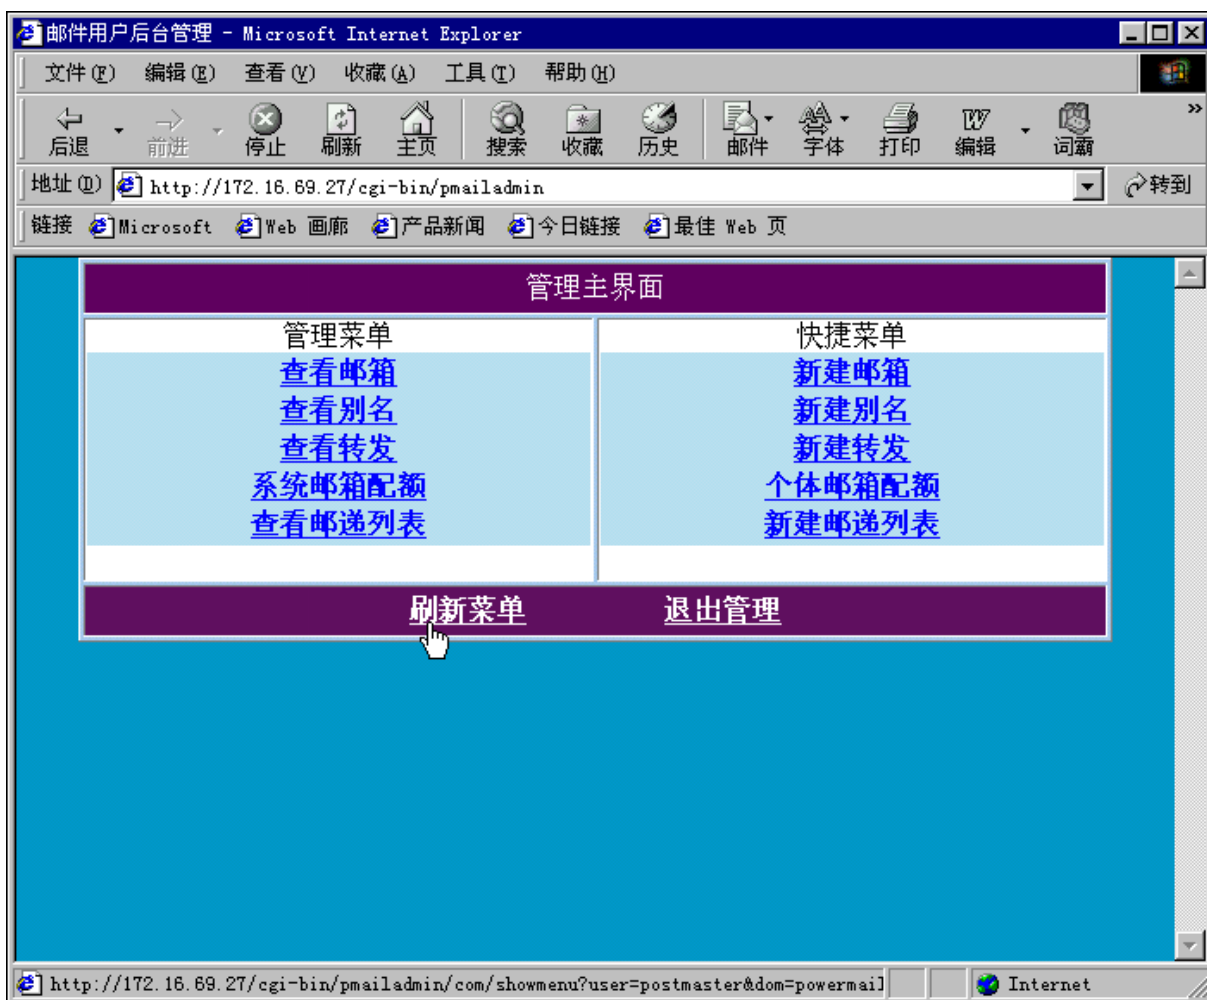 邮件用户后台管理 - Microsoft Internet Explorer
文件(F) 编辑(E) 查看(V) 收藏(A) 工具(T) 帮助(H)
后退 前进 停止 刷新 主页 搜索 收藏 历史 邮件 字体 打印 编辑 词霸 »
地址(D) http://172.16.69.27/cgi-bin/pmailadmin 转到
链接 Microsoft Web 画廊 产品新闻 今日链接 最佳 Web 页
管理主界面
管理菜单 快捷菜单
查看邮箱 新建邮箱
查看别名 新建别名
查看转发 新建转发
系统邮箱配额 个体邮箱配额
查看邮递列表 新建邮递列表
刷新菜单 退出管理
http://172.16.69.27/cgi-bin/pmailadmin/com/showmenu?user=postmaster&dom=powermail Internet